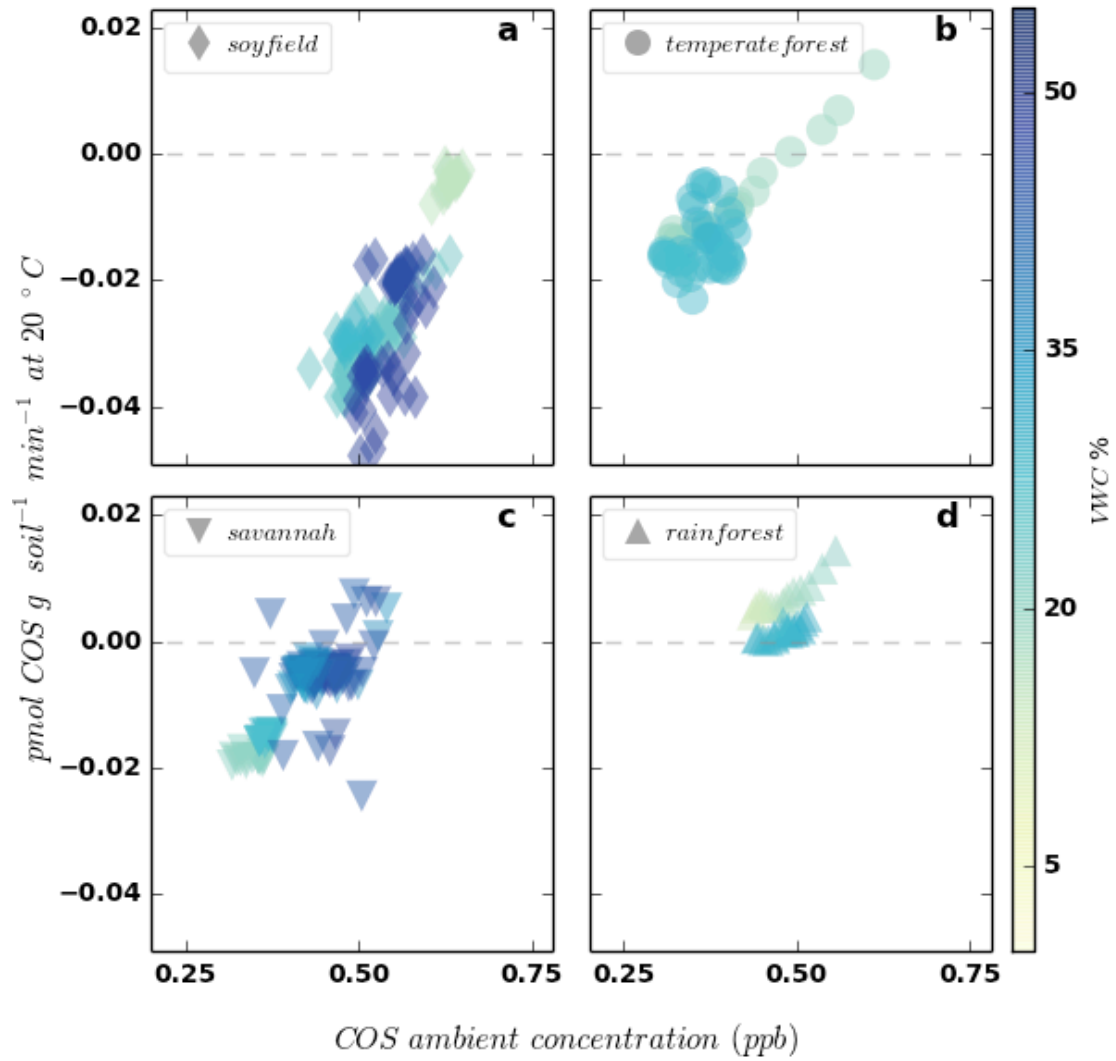 0.02
0.00
−0.02
−0.04
soyfield
a
temperateforest
b
50
35
20
5
VWC %
pmol COS g soil⁻¹ min⁻¹ at 20 °C
0.02
0.00
−0.02
−0.04
savannah
c
rainforest
d
0.25
0.50
0.75
0.25
0.50
0.75
COS ambient concentration (ppb)